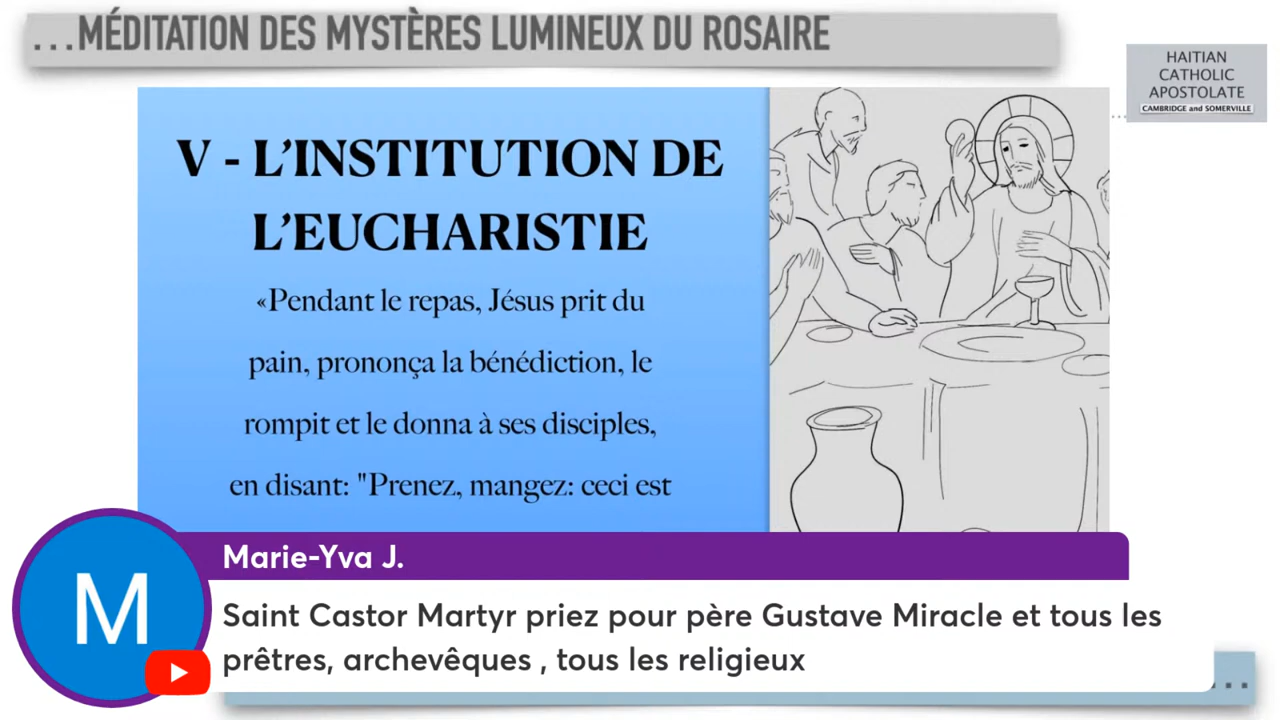 ...MÉDITATION DES MYSTÈRES LUMINEUX DU ROSAIRE
HAITIAN
CATHOLIC
APOSTOLATE
CAMBRIDGE and SOMERVILLE
V - L'INSTITUTION DE
L'EUCHARISTIE
«Pendant le repas, Jésus prit du
pain, prononça la bénédiction, le
rompit et le donna à ses disciples,
en disant: "Prenez, mangez: ceci est
M
Marie-Yva J.
Saint Castor Martyr priez pour père Gustave Miracle et tous les
prêtres, archevêques , tous les religieux